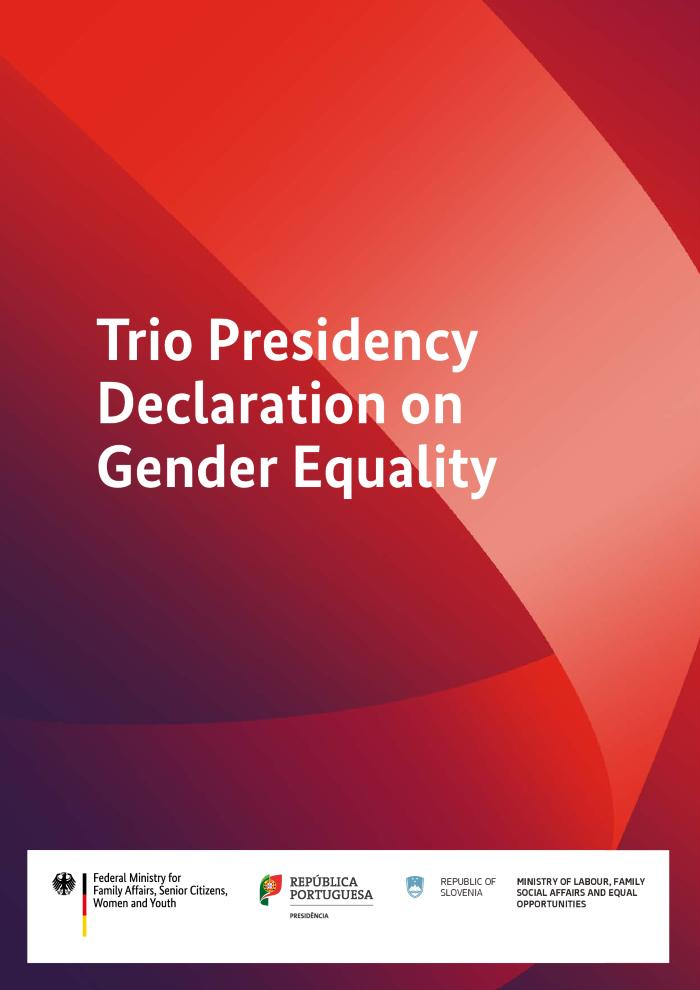 Trio Presidency
Declaration on
Gender Equality
Federal Ministry for
Family Affairs, Senior Citizens,
Women and Youth
REPÚBLICA
PORTUGUESA
PRESIDÊNCIA
REPUBLIC OF
SLOVENIA
MINISTRY OF LABOUR, FAMILY
SOCIAL AFFAIRS AND EQUAL
OPPORTUNITIES